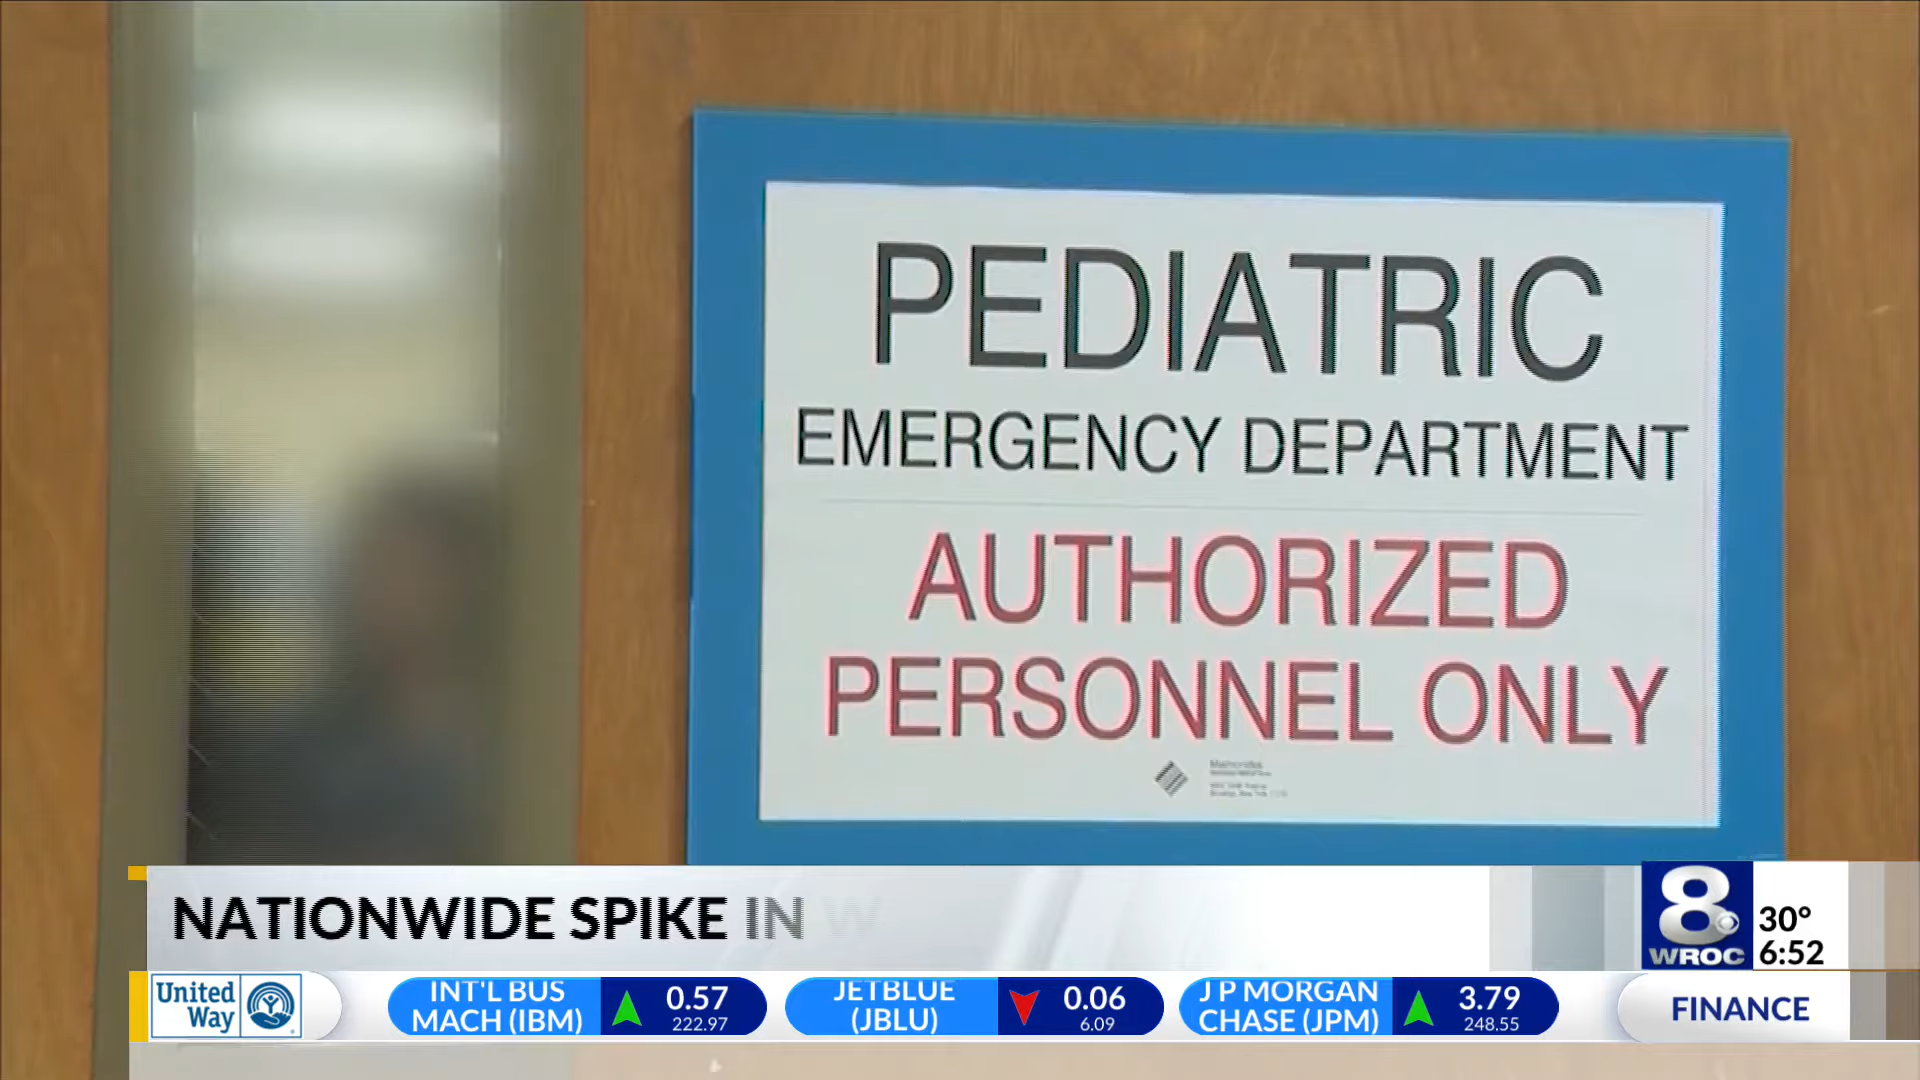 PEDIATRIC
EMERGENCY DEPARTMENT
AUTHORIZED
PERSONNEL ONLY
Maimonides
NATIONWIDE SPIKE IN W
8
WROC
30°
6:52
United
Way
INT'L BUS
MACH (IBM)
0.57
222.97
JETBLUE
(JBLU)
0.06
6.09
J P MORGAN
CHASE (JPM)
3.79
248.55
FINANCE